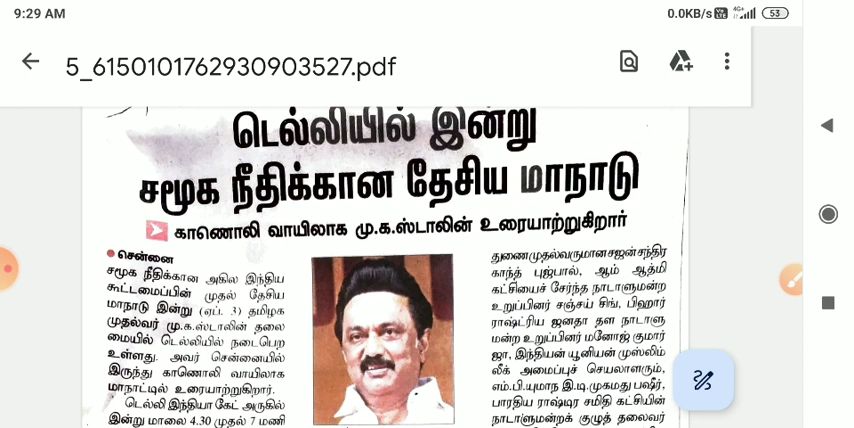 9:29 AM
0.0KB/s 4G+ 53
5_6150101762930903527.pdf
டெல்லியில் இன்று
சமூக நீதிக்கான தேசிய மாநாடு
காணொலி வாயிலாக மு.க.ஸ்டாலின் உரையாற்றுகிறார்
சென்னை
சமூக நீதிக்கான அகில இந்திய
கூட்டமைப்பின் முதல் தேசிய
மாநாடு இன்று (ஏப். 3) தமிழக
முதல்வர் மு.க.ஸ்டாலின் தலை
மையில் டெல்லியில் நடைபெற
உள்ளது. அவர் சென்னையில்
இருந்து காணொலி வாயிலாக
மாநாட்டில் உரையாற்றுகிறார்.
டெல்லி இந்தியா கேட் அருகில்
இன்று மாலை 4.30 முதல் 7 மணி
துணைமுதல்வருமான சஜன் சந்திர
காந்த் புஜ்பால், ஆம் ஆத்மி
கட்சியைச் சேர்ந்த நாடாளுமன்ற
உறுப்பினர் சஞ்சய் சிங், பிஹார்
ராஷ்ட்ரிய ஜனதா தள நாடாளு
மன்ற உறுப்பினர் மனோஜ் குமார்
ஜா, இந்தியன் யூனியன் முஸ்லிம்
லீக் அமைப்புச் செயலாளரும்,
எம்.பி.யுமான இ.டி.முகமது பஷீர்,
பாரதிய ராஷ்டிர சமிதி கட்சியின்
நாடாளுமன்றக் குழுத் தலைவர்